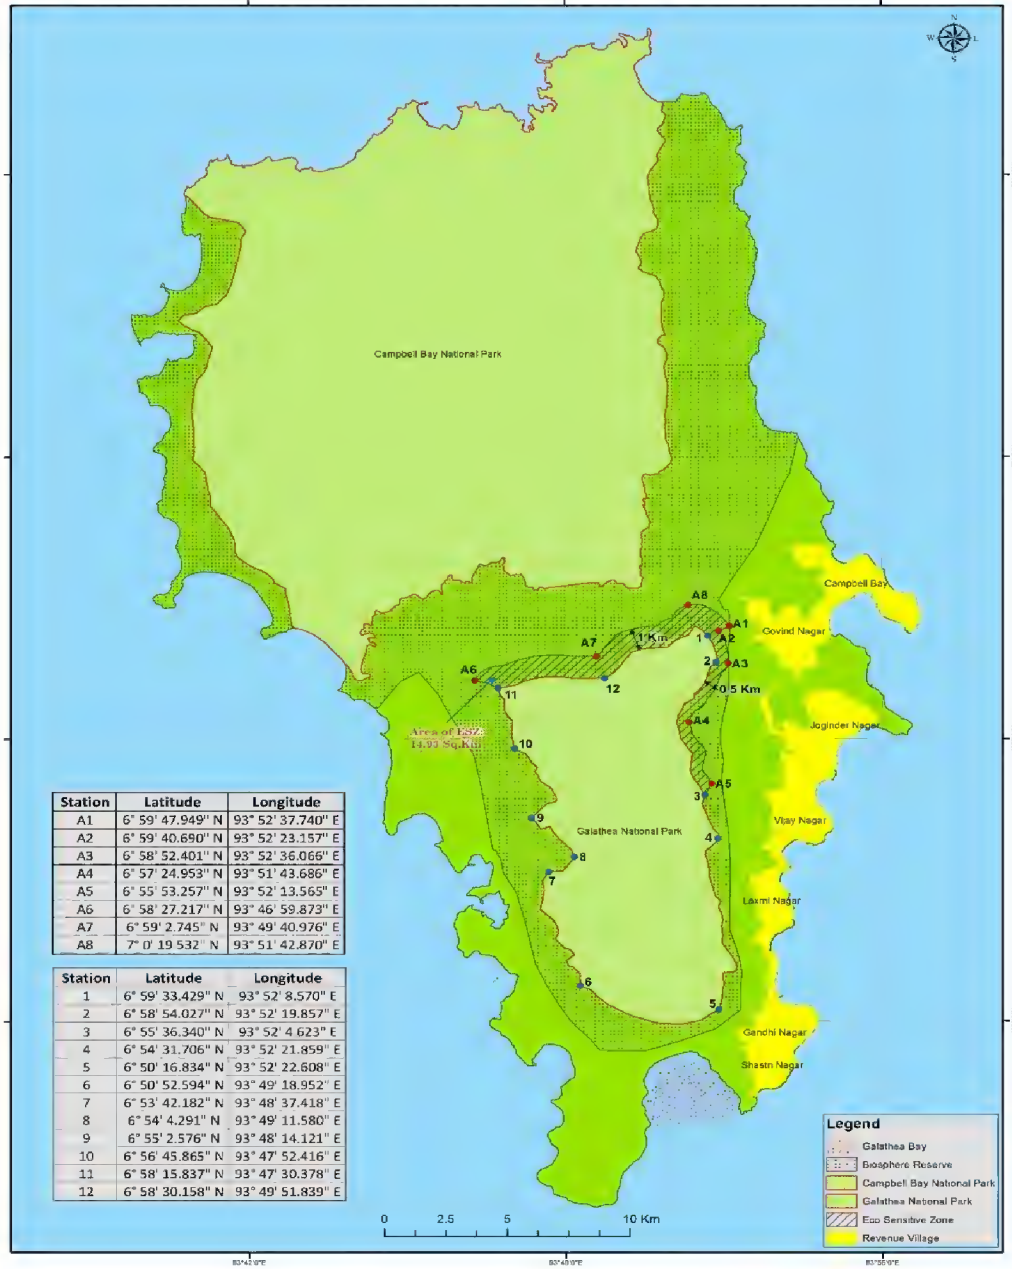 N
W
S
Campbell Bay National Park
Campbell Bay
Govind Nagar
Joginder Nagar
Vijay Nagar
Laxmi Nagar
Gandhi Nagar
Shastri Nagar
Galathea National Park
A8
A1
1
A2
1 Km
A7
2
A3
A6
11
12
0.5 Km
A4
Area of ESZ:
14.93 Sq.Km
10
A5
3
9
4
8
7
6
5
Station Latitude Longitude
A1 6° 59' 47.949" N 93° 52' 37.740" E
A2 6° 59' 40.690" N 93° 52' 23.157" E
A3 6° 58' 52.401" N 93° 52' 36.066" E
A4 6° 57' 24.953" N 93° 51' 43.686" E
A5 6° 55' 53.257" N 93° 52' 13.565" E
A6 6° 58' 27.217" N 93° 46' 59.873" E
A7 6° 59' 2.745" N 93° 49' 40.976" E
A8 7° 0' 19.532" N 93° 51' 42.870" E
Station Latitude Longitude
1 6° 59' 33.429" N 93° 52' 8.570" E
2 6° 58' 54.027" N 93° 52' 19.857" E
3 6° 55' 36.340" N 93° 52' 4.623" E
4 6° 54' 31.706" N 93° 52' 21.859" E
5 6° 50' 16.834" N 93° 52' 22.608" E
6 6° 50' 52.594" N 93° 49' 18.952" E
7 6° 53' 42.182" N 93° 48' 37.418" E
8 6° 54' 4.291" N 93° 49' 11.580" E
9 6° 55' 2.576" N 93° 48' 14.121" E
10 6° 56' 45.865" N 93° 47' 52.416" E
11 6° 58' 15.837" N 93° 47' 30.378" E
12 6° 58' 30.158" N 93° 49' 51.839" E
0 2.5 5 10 Km
Legend
Galathea Bay
Biosphere Reserve
Campbell Bay National Park
Galathea National Park
Eco Sensitive Zone
Revenue Village